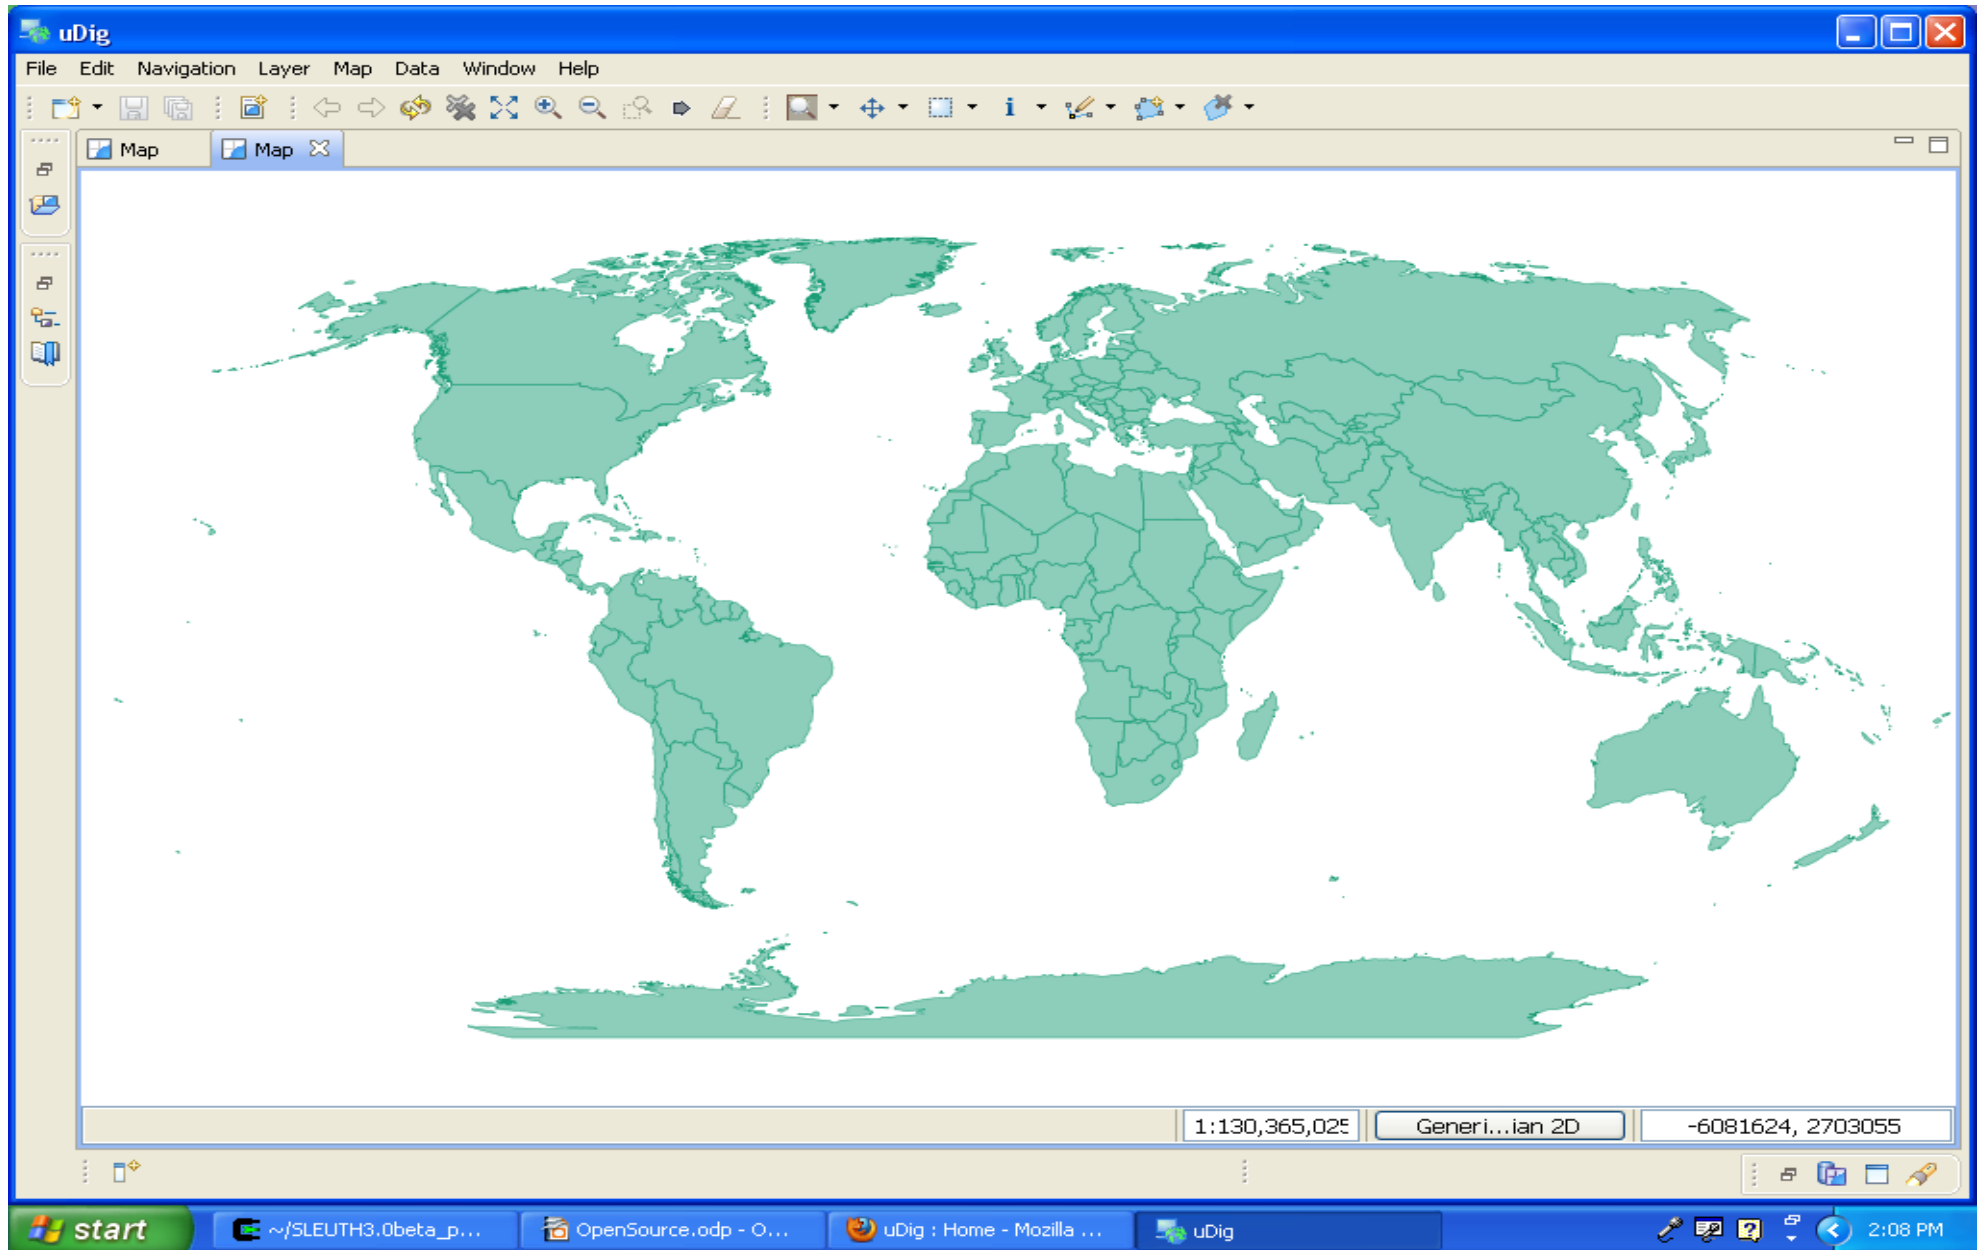 uDig
File Edit Navigation Layer Map Data Window Help
Map Map
1:130,365,025 Generi...ian 2D -6081624, 2703055
start ~/SLEUTH3.0beta_p... OpenSource.odp - O... uDig : Home - Mozilla ... uDig 2:08 PM